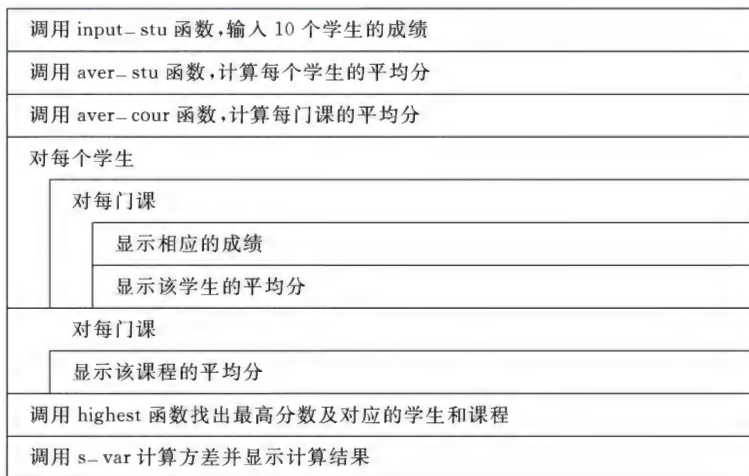 调用 input_stu 函数,输入 10 个学生的成绩
调用 aver_stu 函数,计算每个学生的平均分
调用 aver_cour 函数,计算每门课的平均分
对每个学生
对每门课
显示相应的成绩
显示该学生的平均分
对每门课
显示该课程的平均分
调用 highest 函数找出最高分数及对应的学生和课程
调用 s_var 计算方差并显示计算结果